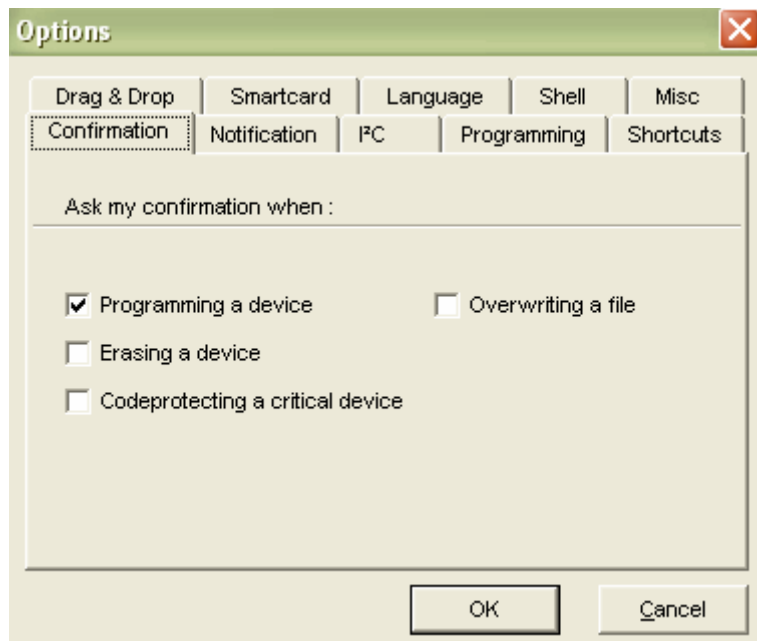 Options
Drag & Drop Smartcard Language Shell Misc
Confirmation Notification I²C Programming Shortcuts
Ask my confirmation when :
Programming a device Overwriting a file
Erasing a device
Codeprotecting a critical device
OK Cancel